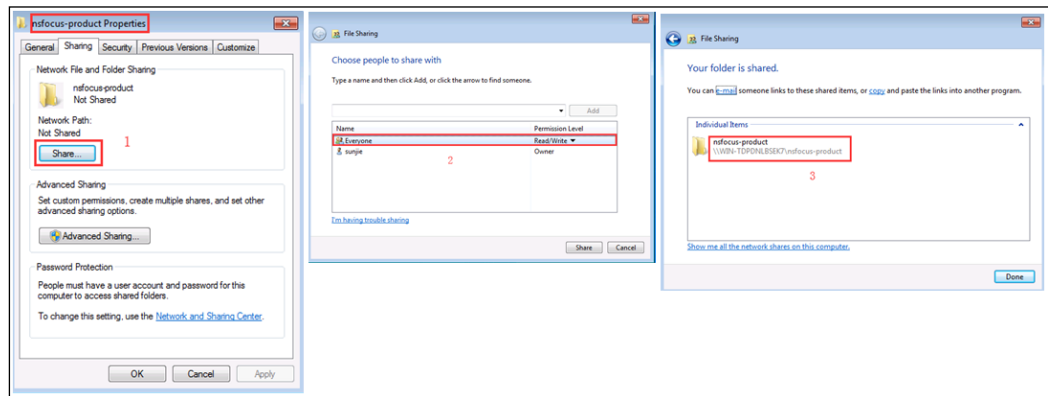 nsfocus-product Properties
General Sharing Security Previous Versions Customize
Network File and Folder Sharing
nsfocus-product
Not Shared
Network Path:
Not Shared
Share...
1
Advanced Sharing
Set custom permissions, create multiple shares, and set other
advanced sharing options.
Advanced Sharing...
Password Protection
People must have a user account and password for this
computer to access shared folders.
To change this setting, use the Network and Sharing Center.
OK Cancel Apply
File Sharing
Choose people to share with
Type a name and then click Add, or click the arrow to find someone.
Add
Name Permission Level
Everyone Read/Write
sunjie Owner
2
I'm having trouble sharing
Share Cancel
File Sharing
Your folder is shared.
You can e-mail someone links to these shared items, or copy and paste the links into another program.
Individual Items
nsfocus-product
\\WIN-TDPDNLBSEK7\nsfocus-product
3
Show me all the network shares on this computer.
Done